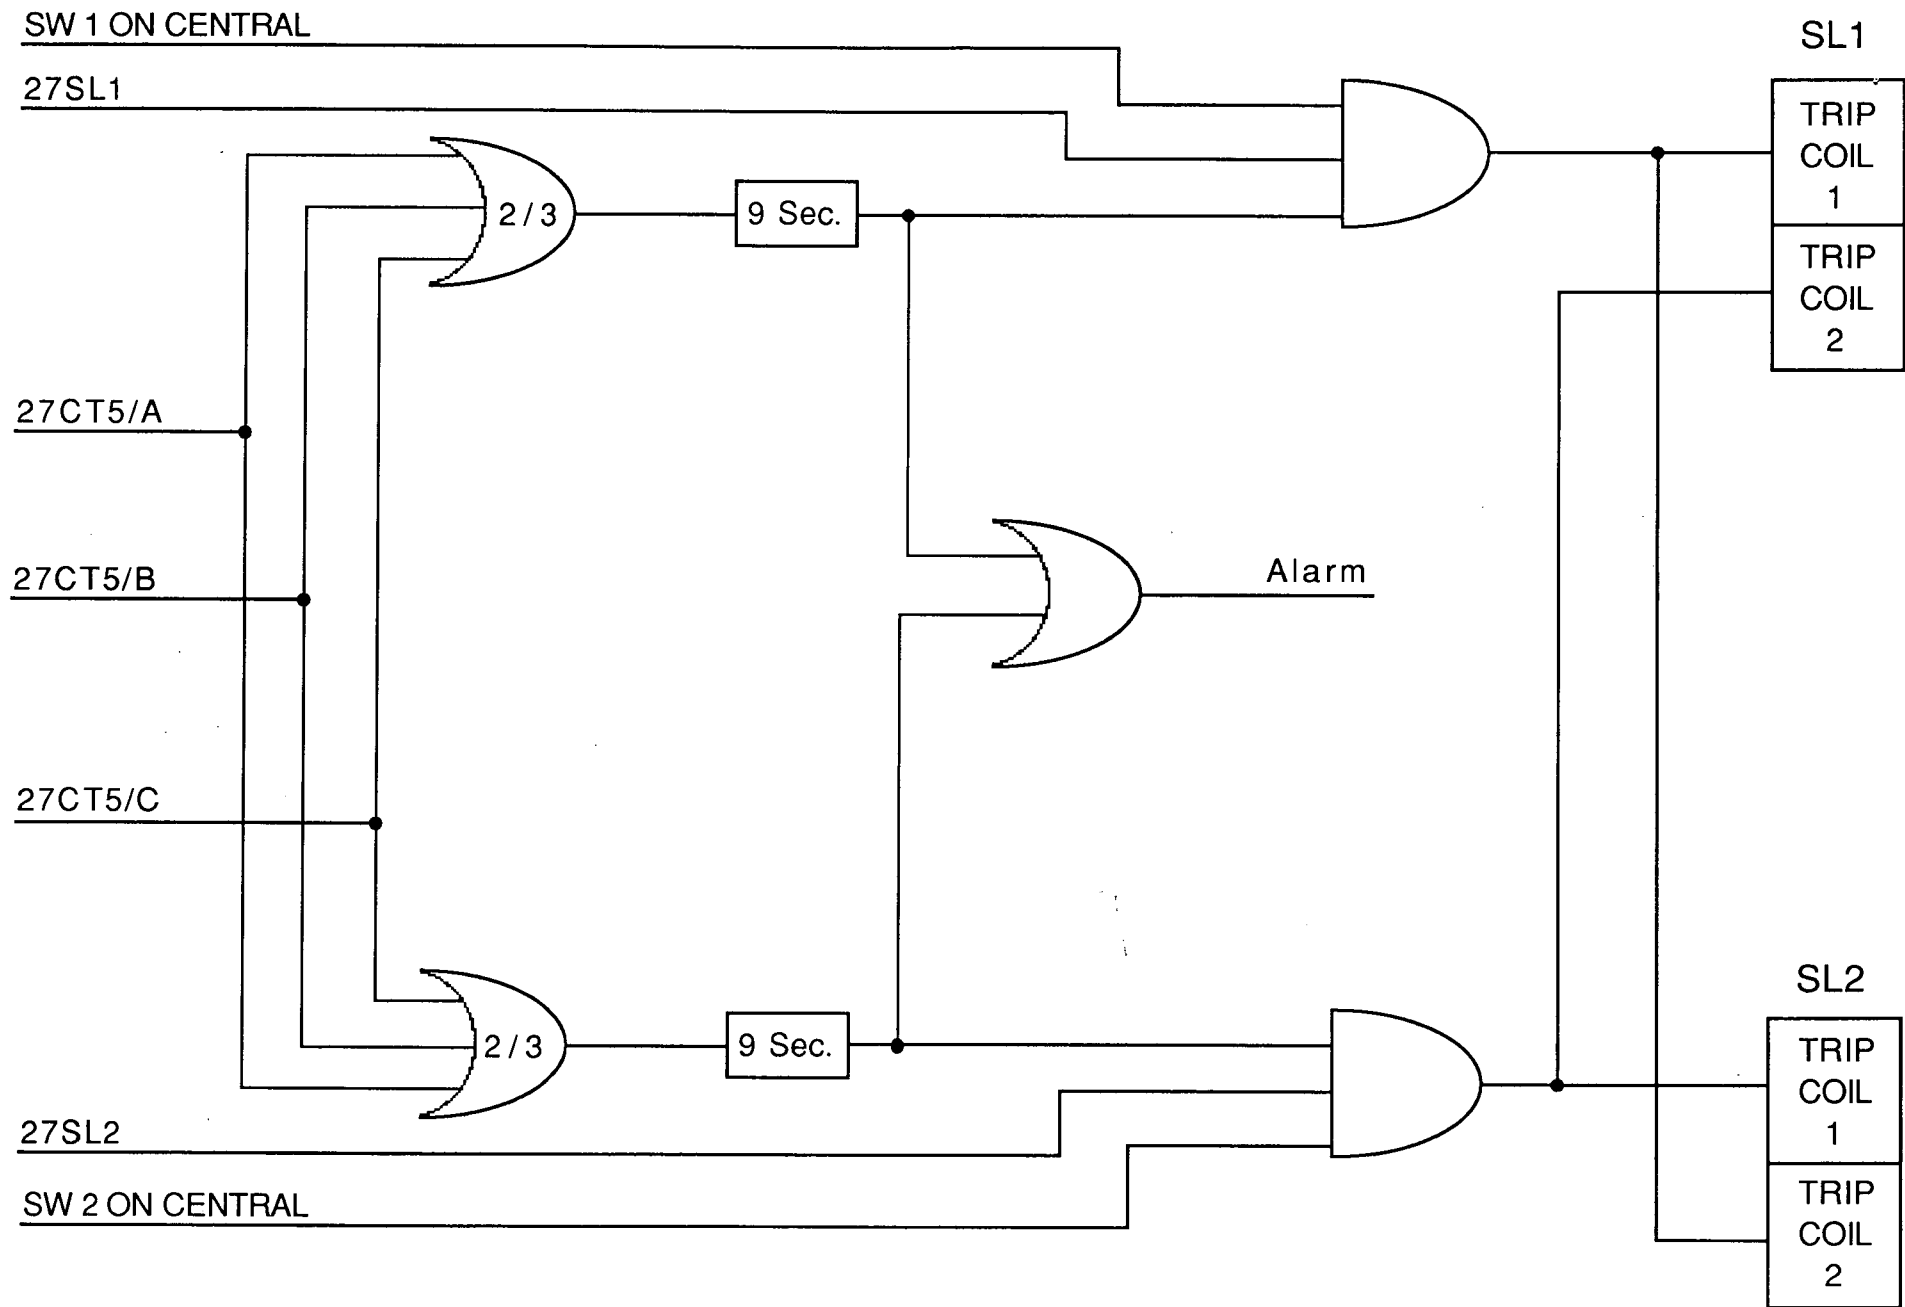 SW 1 ON CENTRAL
SL1
27SL1
TRIP
COIL
1
2/3
9 Sec.
TRIP
COIL
2
27CT5/A
27CT5/B
Alarm
27CT5/C
SL2
2/3
9 Sec.
TRIP
COIL
1
27SL2
SW 2 ON CENTRAL
TRIP
COIL
2